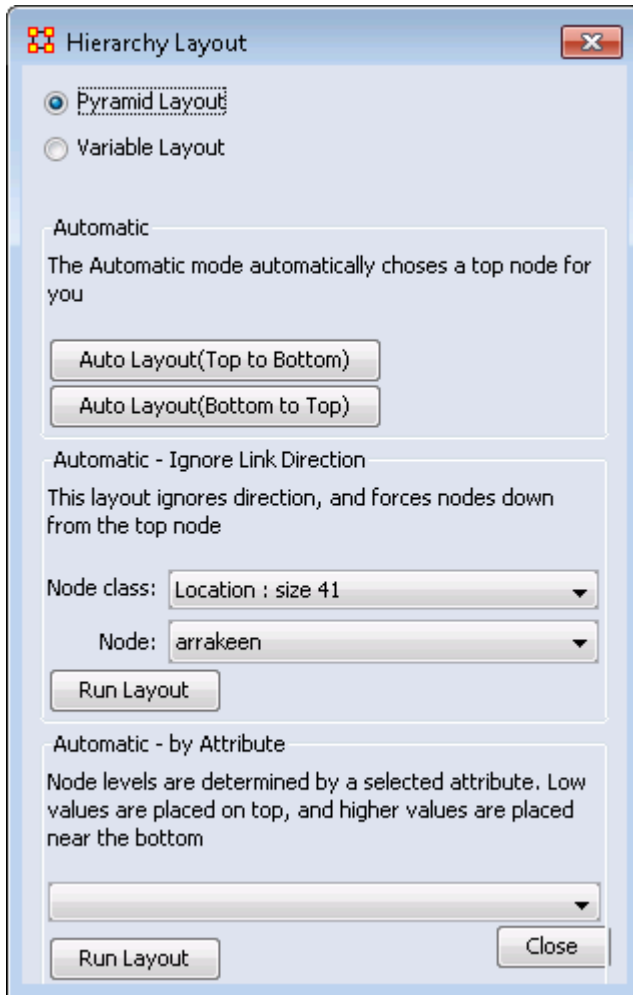 Hierarchy Layout
Pyramid Layout
Variable Layout
Automatic
The Automatic mode automatically choses a top node for
you
Auto Layout(Top to Bottom)
Auto Layout(Bottom to Top)
Automatic - Ignore Link Direction
This layout ignores direction, and forces nodes down
from the top node
Node class: Location : size 41
Node: arrakeen
Run Layout
Automatic - by Attribute
Node levels are determined by a selected attribute. Low
values are placed on top, and higher values are placed
near the bottom
Close
Run Layout